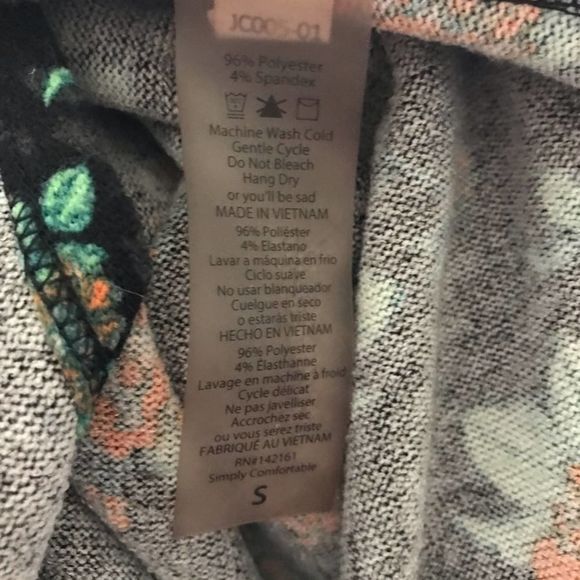 JC005-01
96% Polyester
4% Spandex
Machine Wash Cold
Gentle Cycle
Do Not Bleach
Hang Dry
or you'll be sad
MADE IN VIETNAM
96% Poliéster
4% Elastano
Lavar a máquina en frío
Ciclo suave
No usar blanqueador
Cuelgue en seco
o estarás triste
HECHO EN VIETNAM
96% Polyester
4% Élasthanne
Lavage en machine à froid
Cycle délicat
Ne pas javelliser
Accrochez sec
ou vous serez triste
FABRIQUÉ AU VIETNAM
RN#142161
Simply Comfortable
S